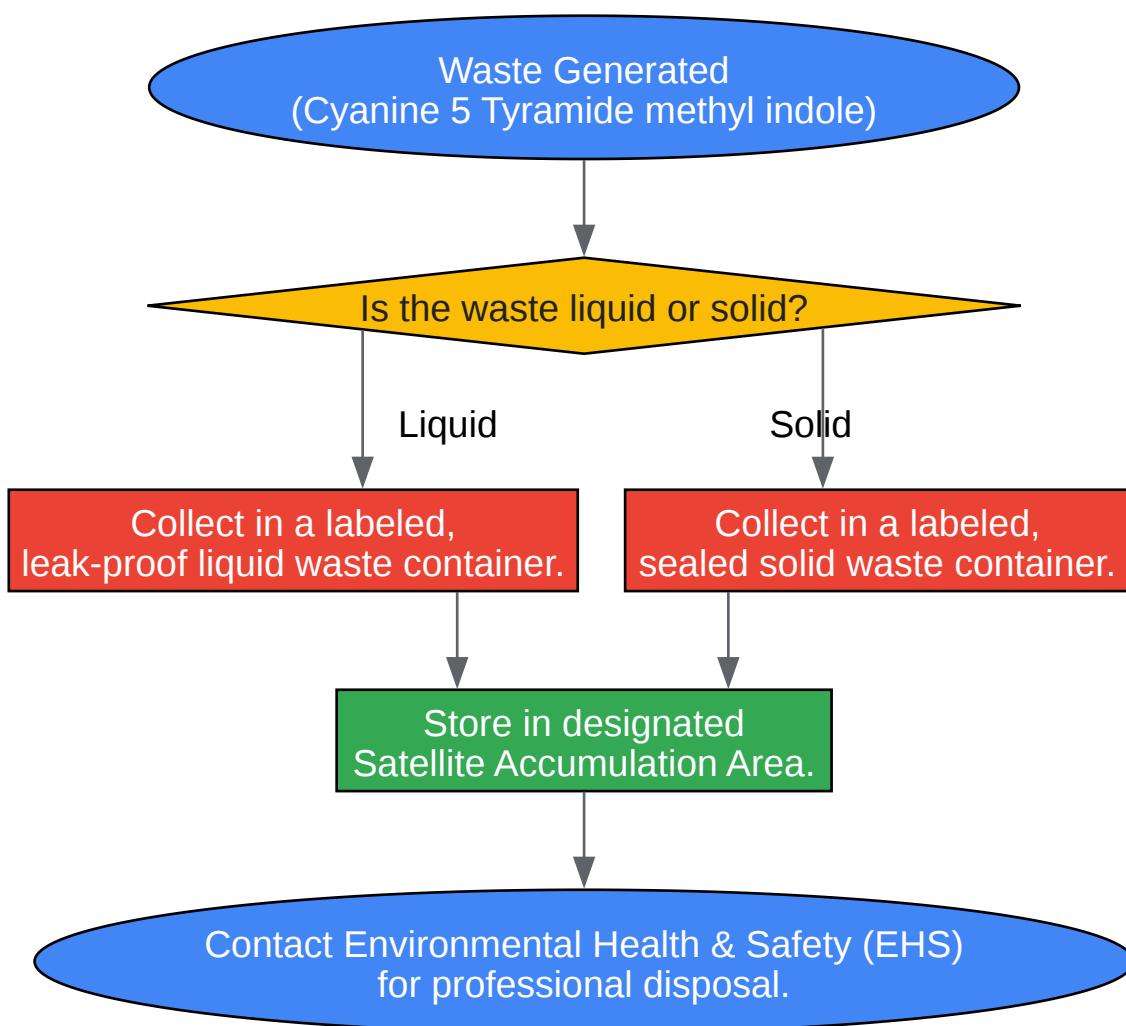 Waste Generated
(Cyanine 5 Tyramide methyl indole)
Is the waste liquid or solid?
Liquid
Solid
Collect in a labeled,
leak-proof liquid waste container.
Collect in a labeled,
sealed solid waste container.
Store in designated
Satellite Accumulation Area.
Contact Environmental Health & Safety (EHS)
for professional disposal.